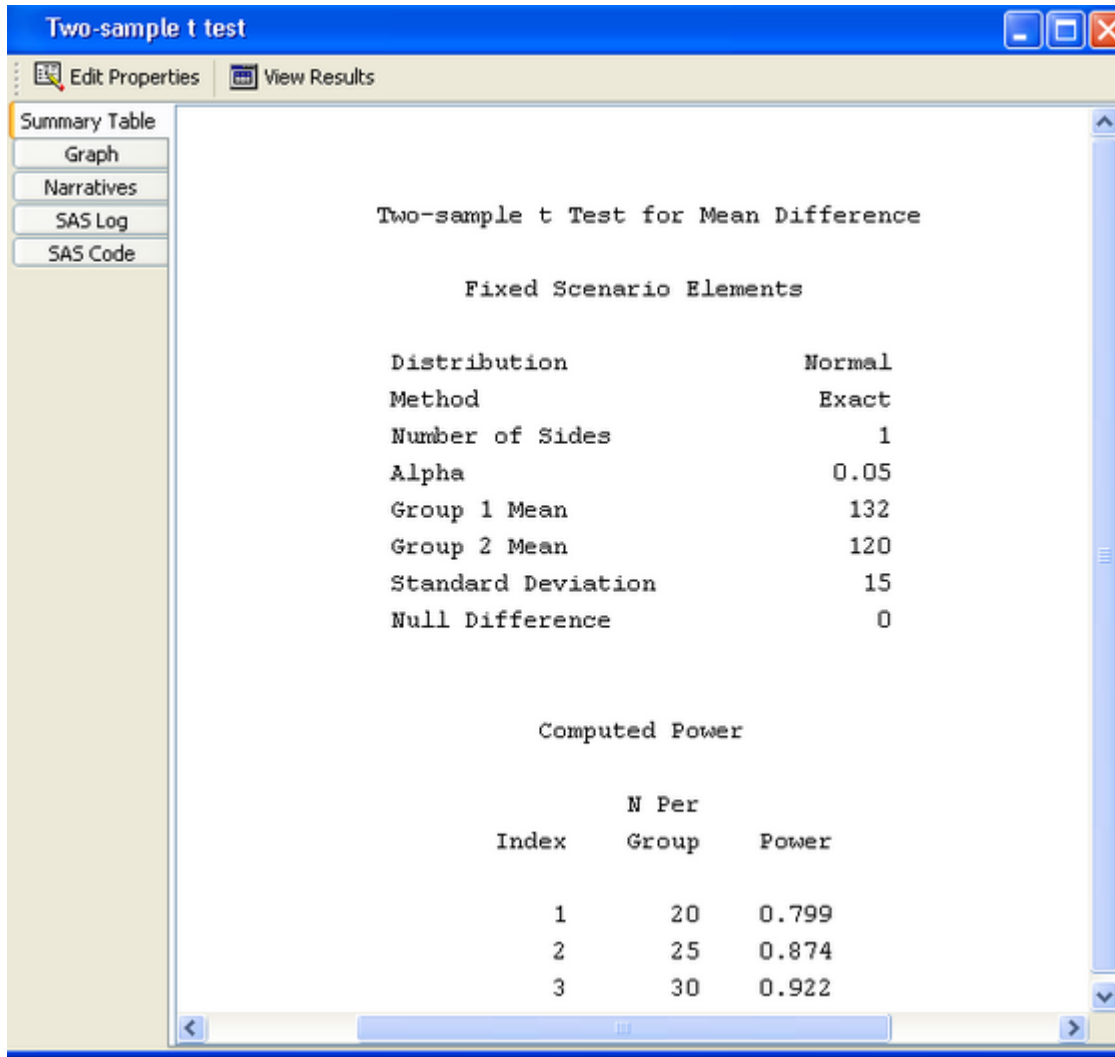 Two-sample t test
Edit Properties View Results
Summary Table
Graph
Narratives
SAS Log
SAS Code
Two-sample t Test for Mean Difference
Fixed Scenario Elements
Distribution Normal
Method Exact
Number of Sides 1
Alpha 0.05
Group 1 Mean 132
Group 2 Mean 120
Standard Deviation 15
Null Difference 0
Computed Power
N Per
Index Group Power
1 20 0.799
2 25 0.874
3 30 0.922